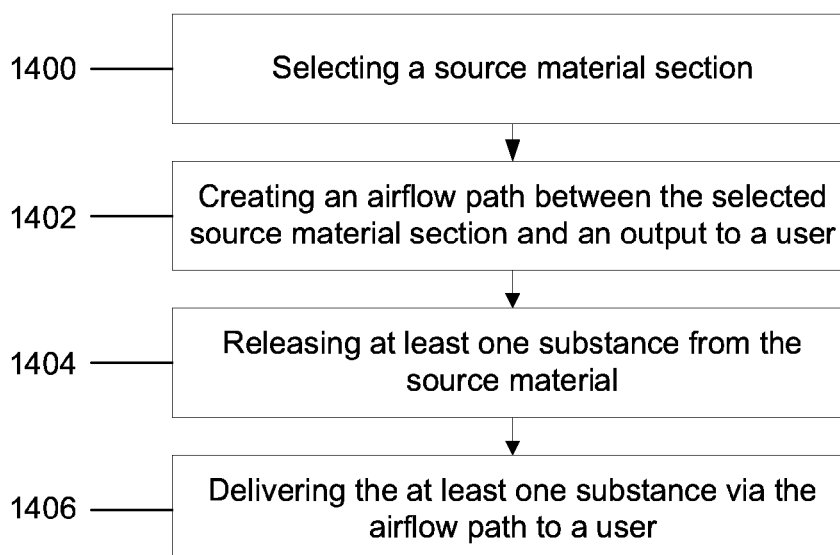 1400
Selecting a source material section
1402
Creating an airflow path between the selected
source material section and an output to a user
1404
Releasing at least one substance from the
source material
1406
Delivering the at least one substance via the
airflow path to a user